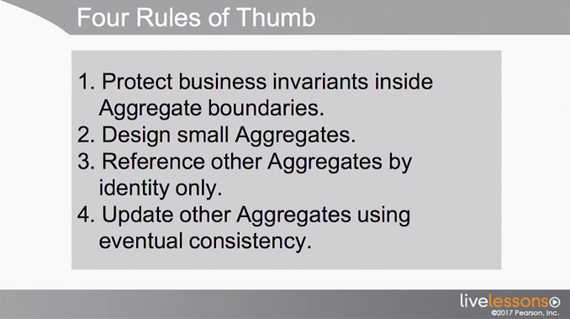 Four Rules of Thumb
1. Protect business invariants inside
Aggregate boundaries.
2. Design small Aggregates.
3. Reference other Aggregates by
identity only.
4. Update other Aggregates using
eventual consistency.
livelessons
©2017 Pearson, Inc.